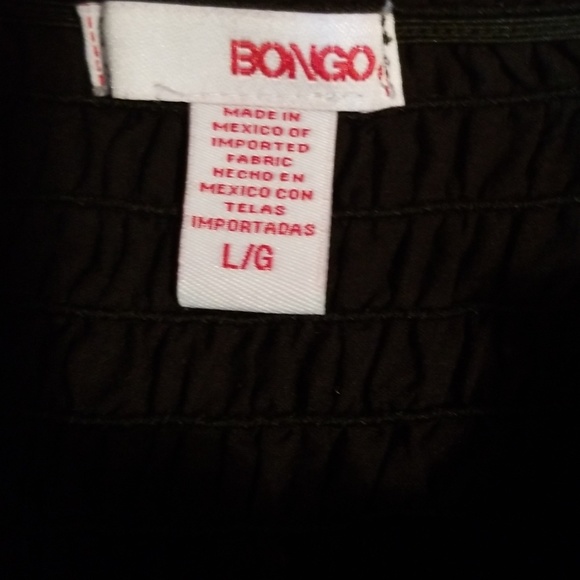 BONGO
MADE IN
MEXICO OF
IMPORTED
FABRIC
HECHO EN
MEXICO CON
TELAS
IMPORTADAS
L/G